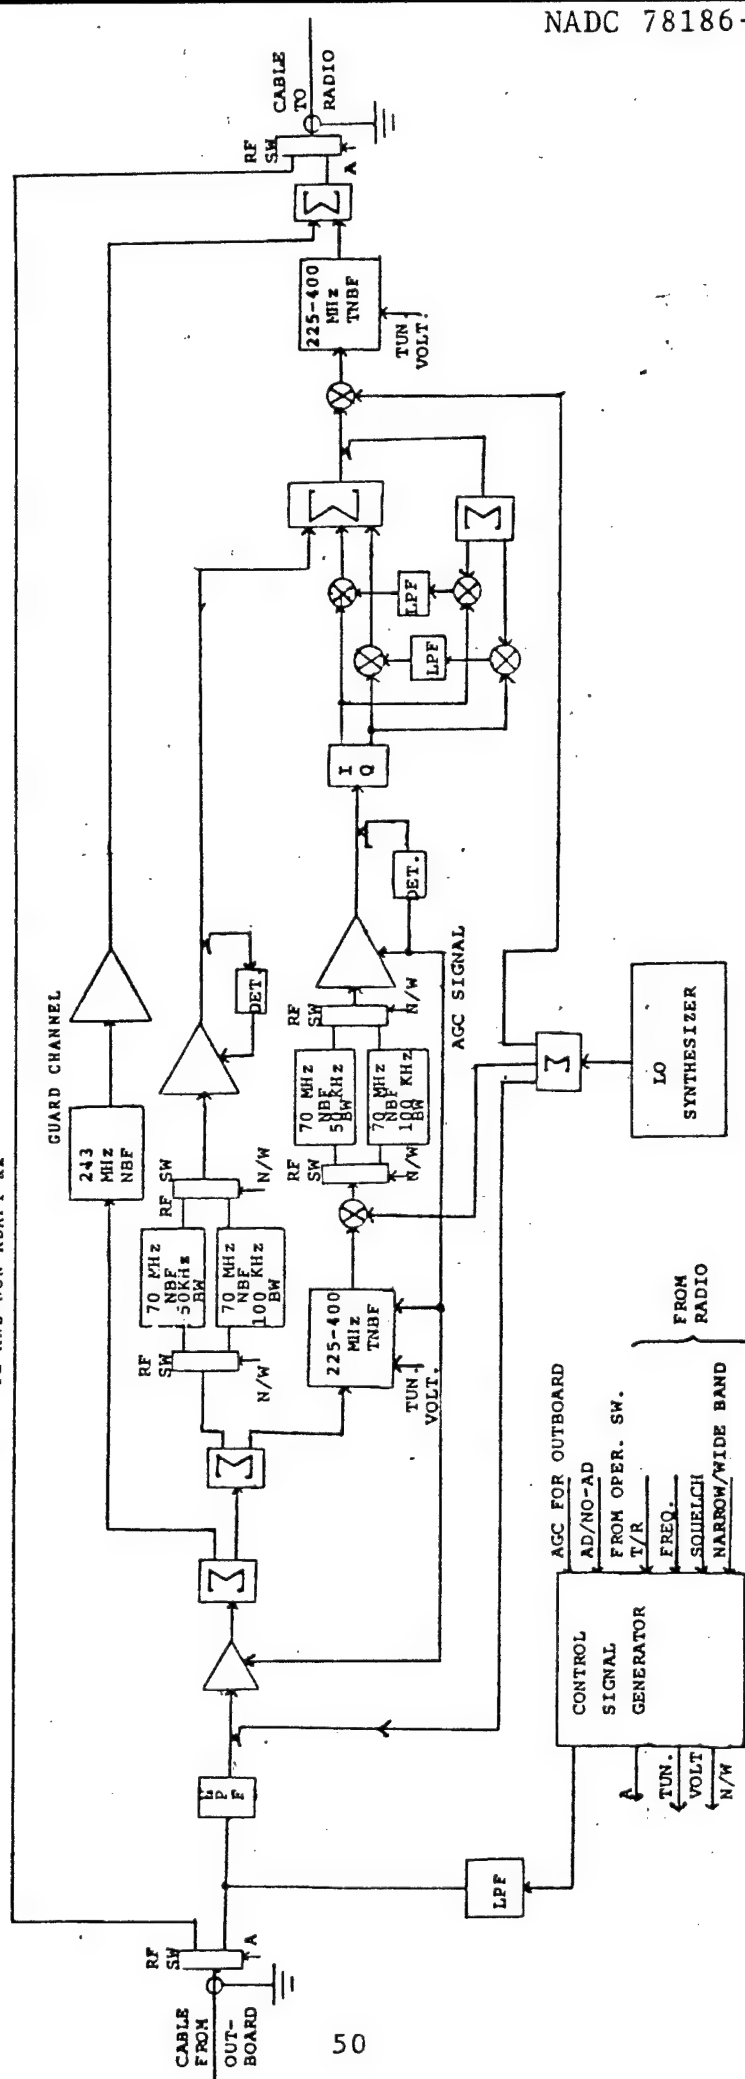 NADC 78186-
CABLE
TO
RADIO
RF
SW
A
Σ
225-400
MHz
TNBF
TUN.
VOLT.
Σ
Σ
LPF
LPF
I
Q
DET.
AGC SIGNAL
GUARD CHANNEL
243
MHz
NBF
DET.
RF SW
N/W
70 MHz
NBF
50KHz
BW
70 MHz
NBF
100 KHz
BW
RF
SW
N/W
RF
SW
N/W
70 MHz
NBF
50 KHz
BW
70 MHz
NBF
100 KHz
BW
RF
SW
N/W
225-400
MHz
TNBF
TUN.
VOLT.
Σ
Σ
Σ
LO
SYNTHESIZER
PF
RF
SW
A
CABLE
FROM
OUT-
BOARD
LPF
CONTROL
SIGNAL
GENERATOR
AGC FOR OUTBOARD
AD/NO-AD
FROM OPER. SW.
T/R
FREQ.
SQUELCH
NARROW/WIDE BAND
FROM
RADIO
A
TUN.
VOLT
N/W
50